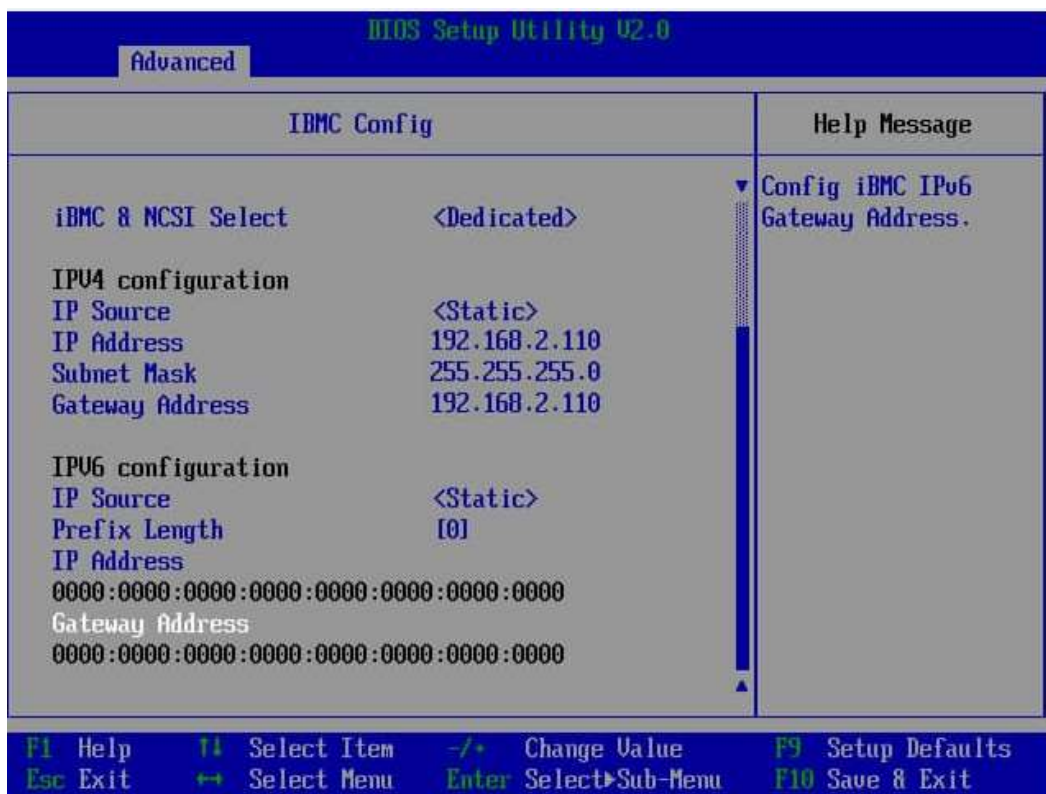 BIOS Setup Utility V2.0
Advanced
IBMC Config
Help Message
iBMC & NCSI Select <Dedicated>
Config iBMC IPv6
Gateway Address.
IPV4 configuration
IP Source <Static>
IP Address 192.168.2.110
Subnet Mask 255.255.255.0
Gateway Address 192.168.2.110
IPV6 configuration
IP Source <Static>
Prefix Length [0]
IP Address
0000:0000:0000:0000:0000:0000:0000:0000
Gateway Address
0000:0000:0000:0000:0000:0000:0000:0000
F1 Help ↑↓ Select Item -/+ Change Value F9 Setup Defaults
Esc Exit ←→ Select Menu Enter Select▶Sub-Menu F10 Save & Exit